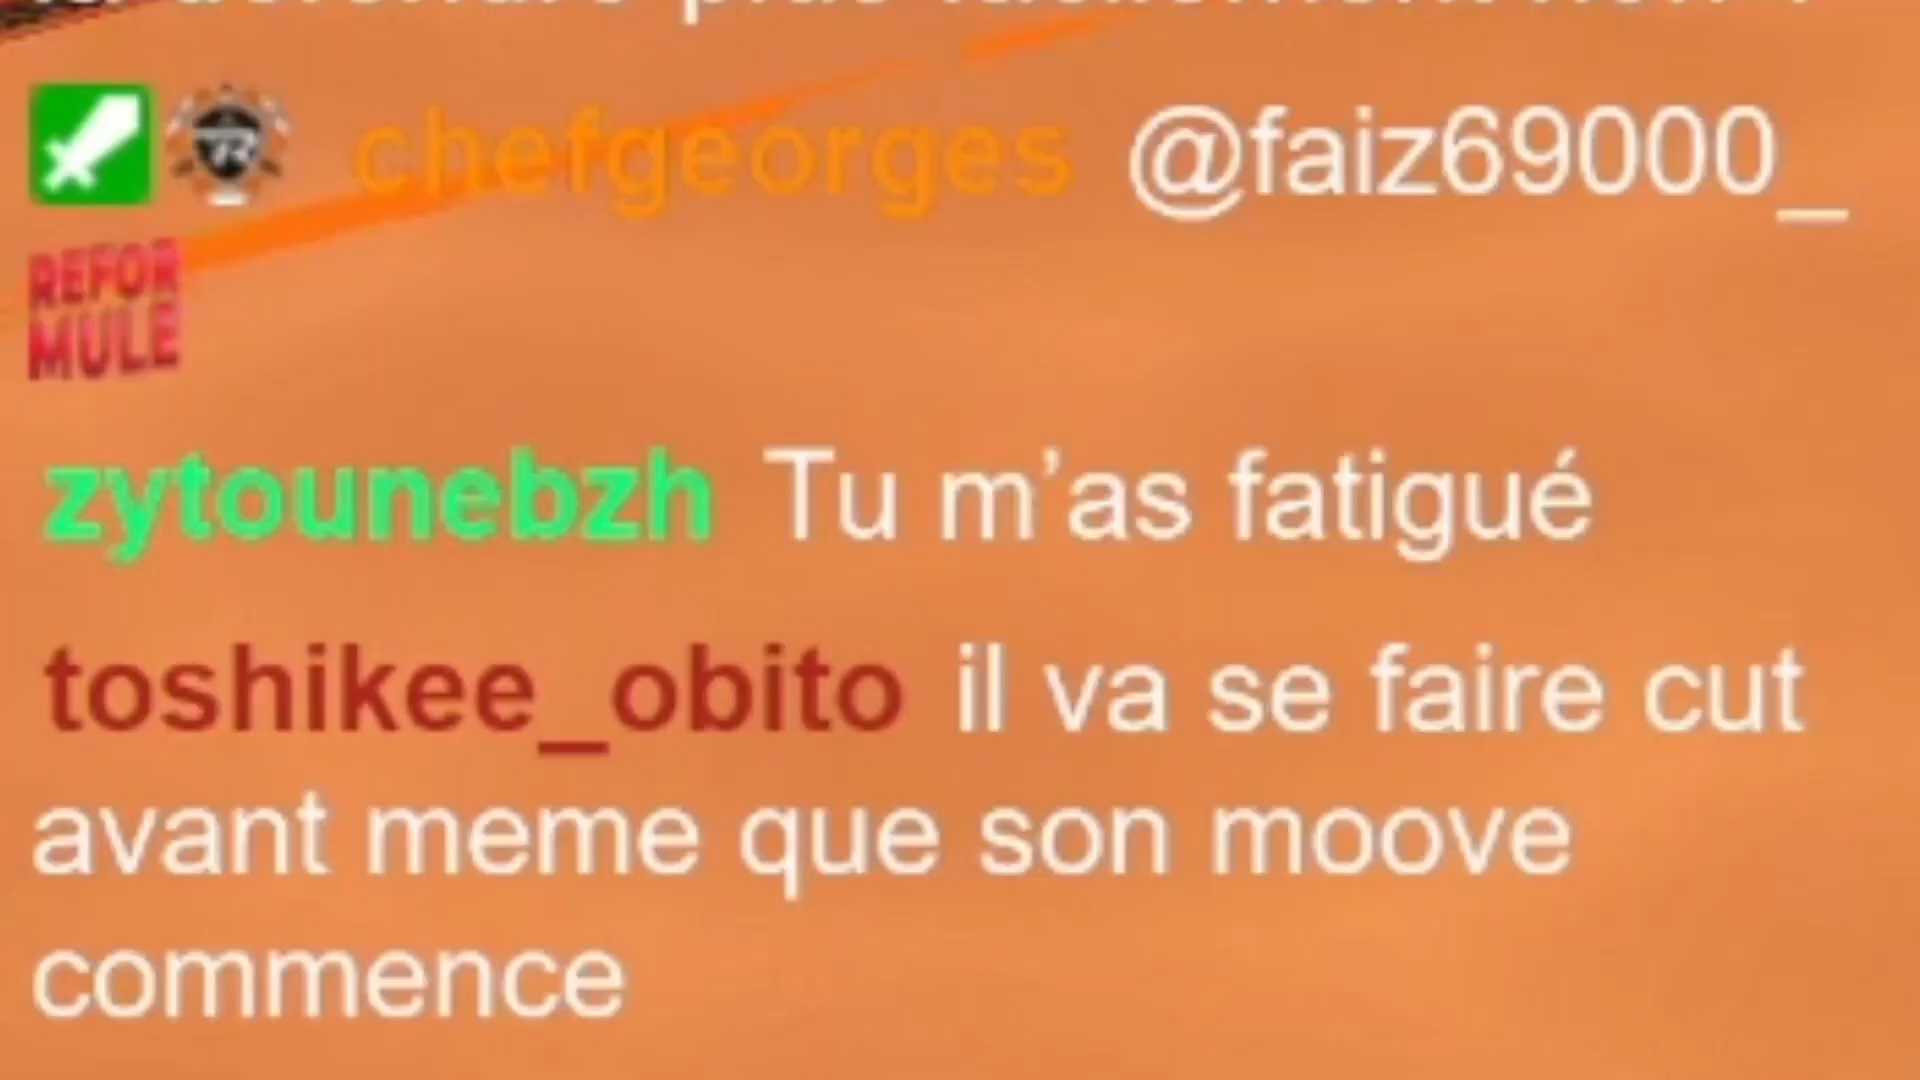 chefgeorges @faiz69000_
REFOR
MULE
zytounebzh Tu m’as fatigué
toshikee_obito il va se faire cut
avant meme que son moove
commence